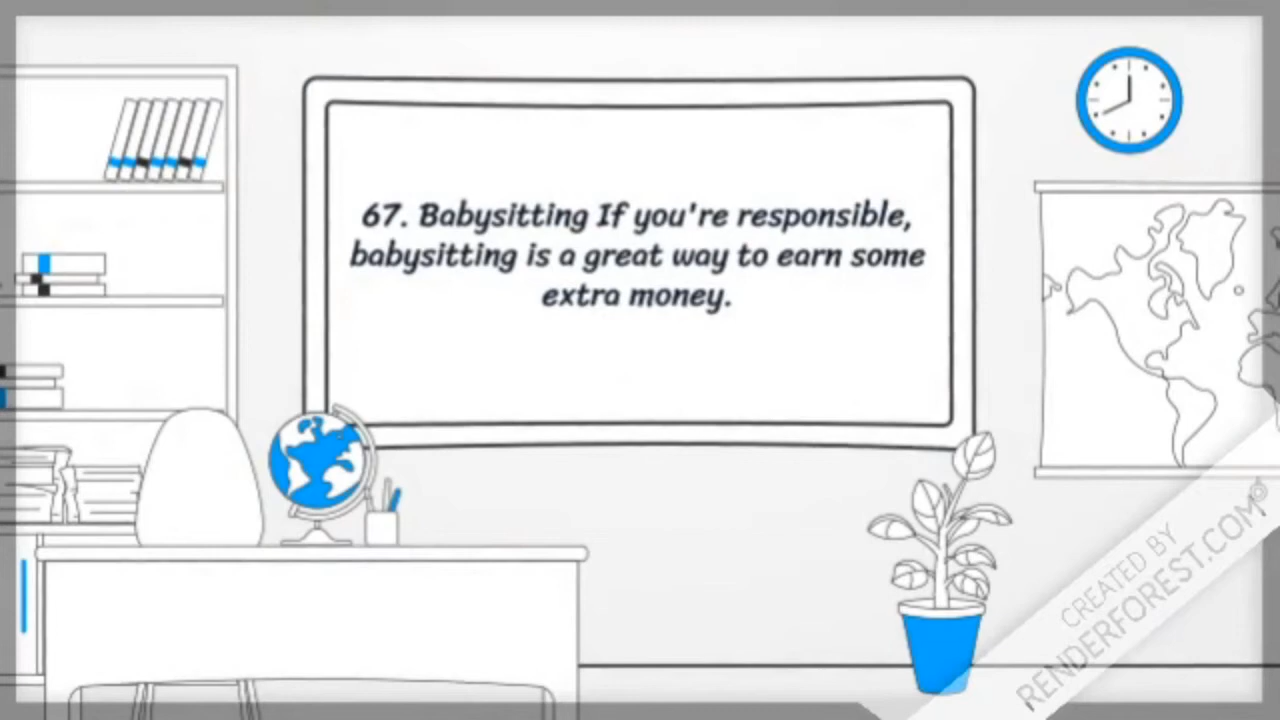 67. Babysitting If you're responsible,
babysitting is a great way to earn some
extra money.
CREATED BY
RENDERFOREST.COM